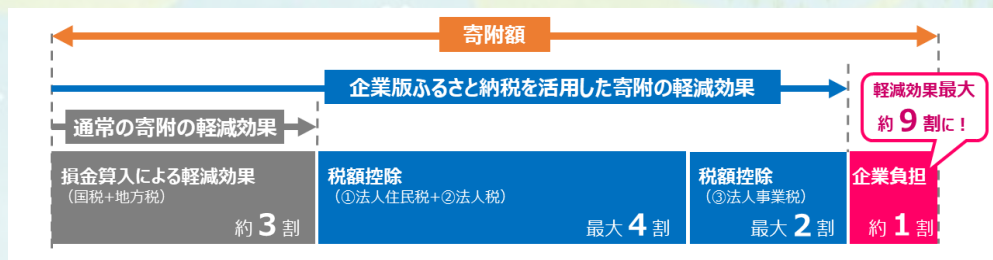 寄附額
企業版ふるさと納税を活用した寄附の軽減効果
軽減効果最大
約9割に！
通常の寄附の軽減効果
損金算入による軽減効果
（国税+地方税）
約3割
税額控除
（①法人住民税+②法人税）
最大4割
税額控除
（③法人事業税）
最大2割
企業負担
約1割